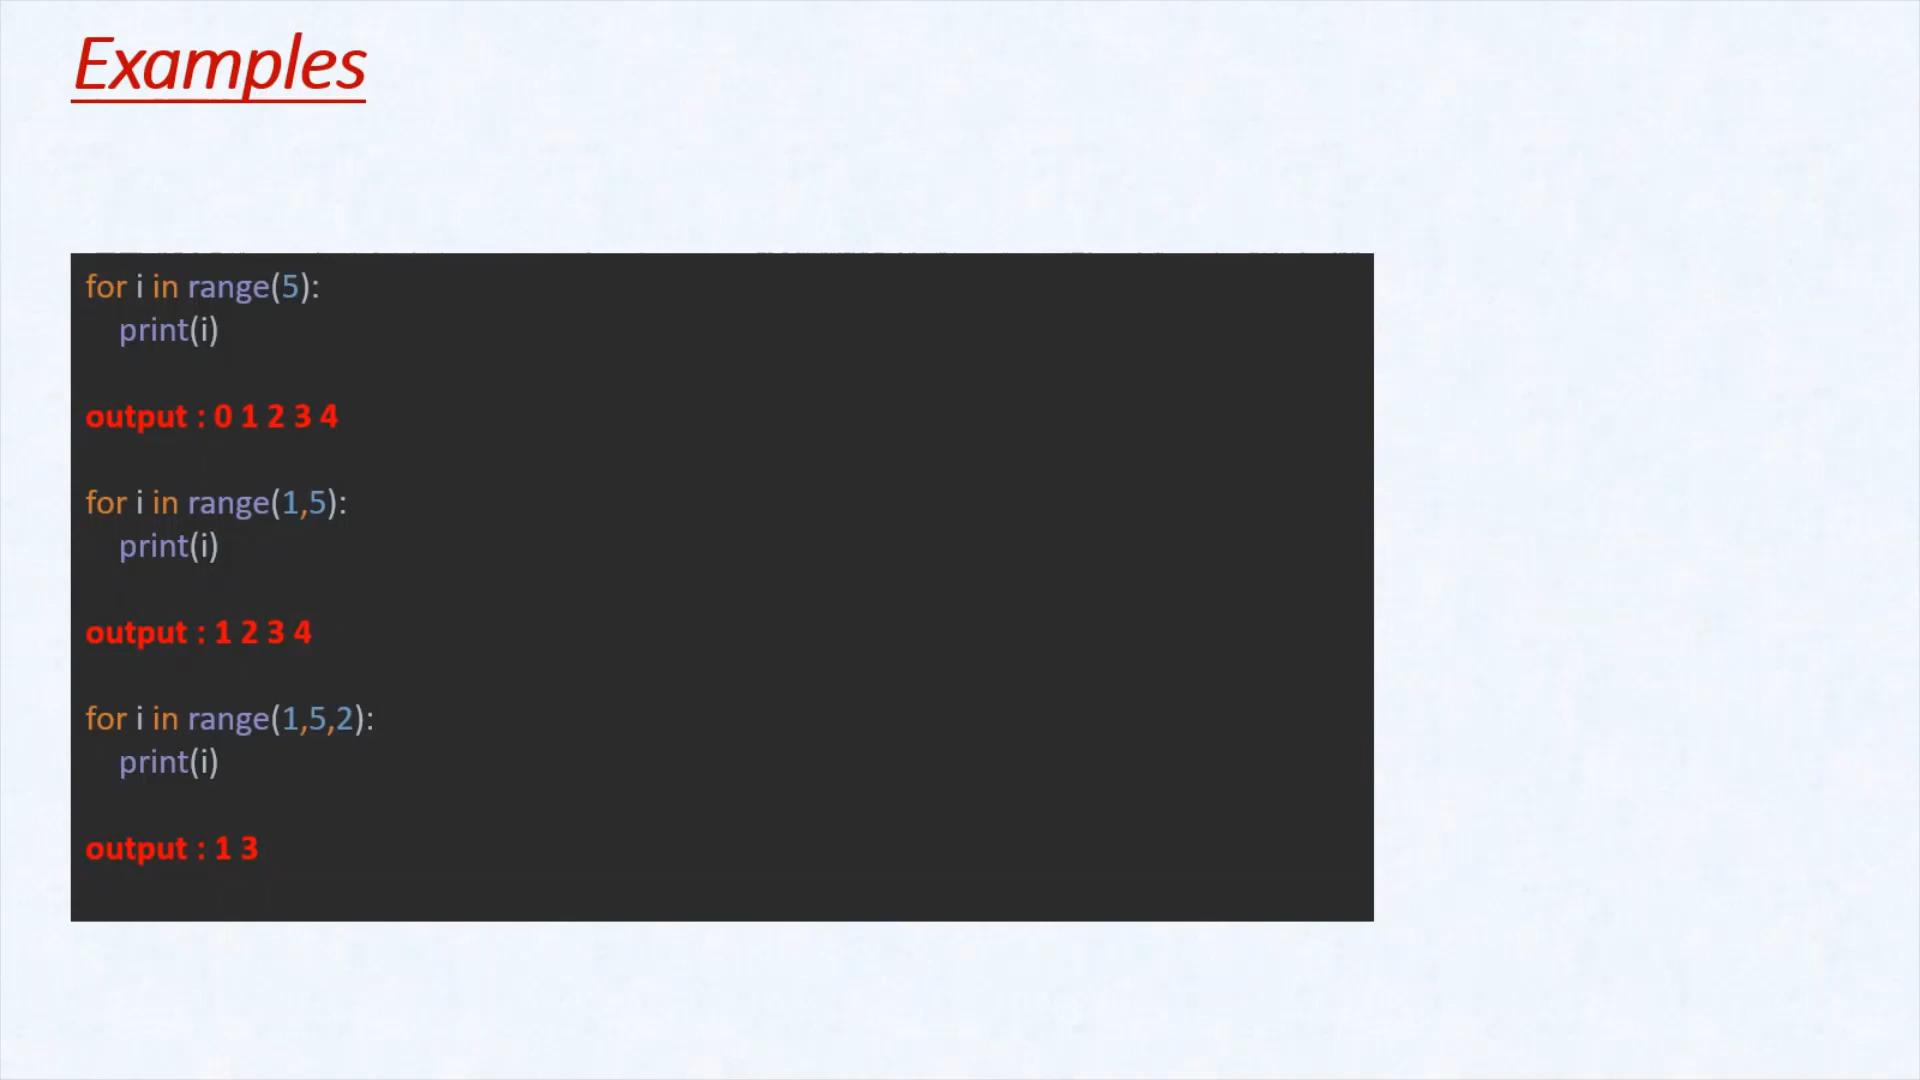 Examples
for i in range(5):
    print(i)
output : 0 1 2 3 4
for i in range(1,5):
    print(i)
output : 1 2 3 4
for i in range(1,5,2):
    print(i)
output : 1 3